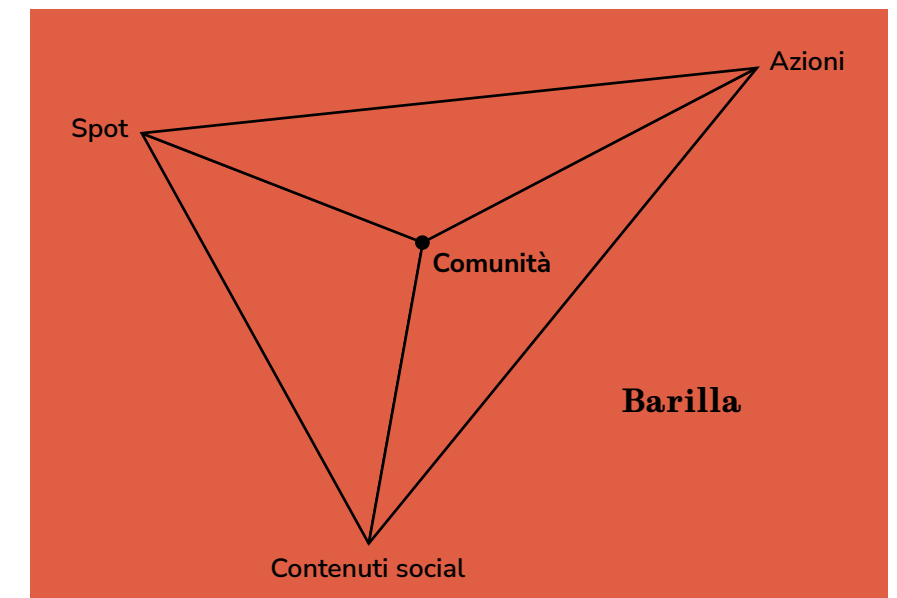 Azioni
Spot
Comunità
Barilla
Contenuti social